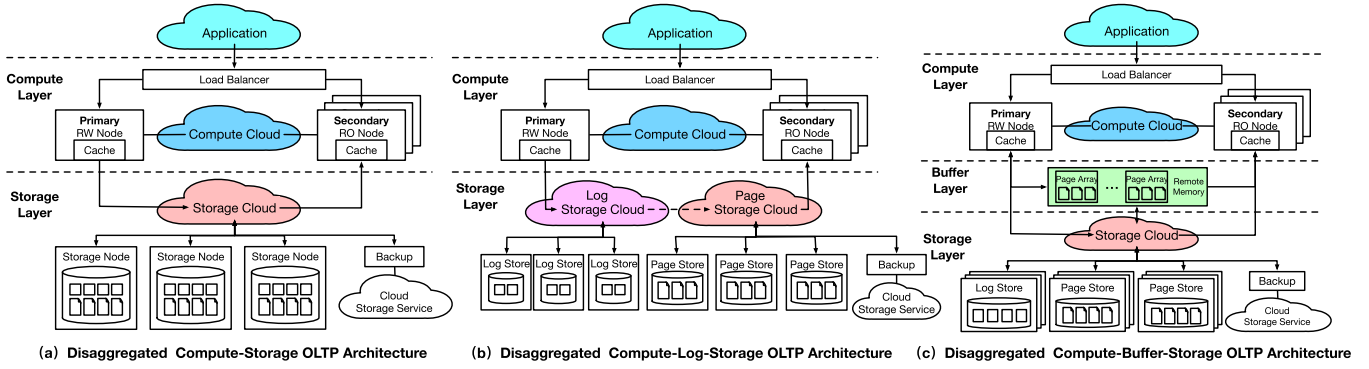 Application
Compute
Layer
Load Balancer
Primary
RW Node
Cache
Compute Cloud
Secondary
RO Node
Cache
Storage
Layer
Storage Cloud
Storage Node
Storage Node
Storage Node
Backup
Cloud
Storage Service
(a) Disaggregated Compute-Storage OLTP Architecture
Application
Compute
Layer
Load Balancer
Primary
RW Node
Cache
Compute Cloud
Secondary
RO Node
Cache
Storage
Layer
Log
Storage Cloud
Page
Storage Cloud
Log Store
Log Store
Log Store
Page Store
Page Store
Page Store
Backup
Cloud
Storage Service
(b) Disaggregated Compute-Log-Storage OLTP Architecture
Application
Compute
Layer
Load Balancer
Primary
RW Node
Cache
Compute Cloud
Secondary
RO Node
Cache
Buffer
Layer
Page Array
...
Page Array
Remote
Memory
Storage
Layer
Storage Cloud
Log Store
Page Store
Page Store
Backup
Cloud
Storage Service
(c) Disaggregated Compute-Buffer-Storage OLTP Architecture